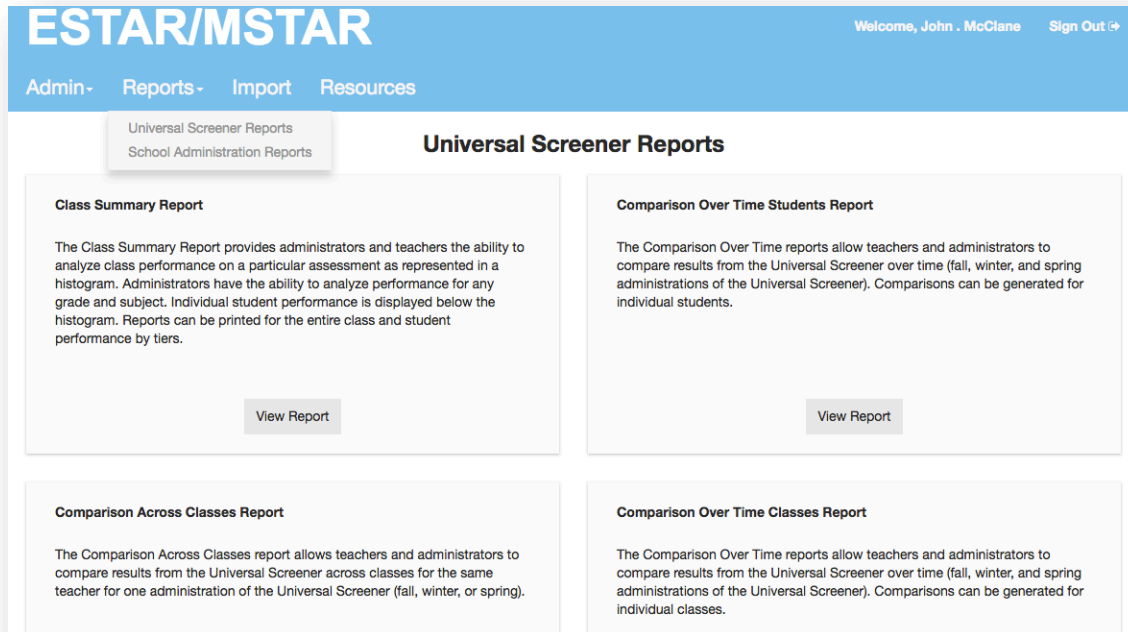 ESTAR/MSTAR
Welcome, John . McClane
Sign Out
Admin
Reports
Import
Resources
Universal Screener Reports
School Administration Reports
Universal Screener Reports
Class Summary Report
The Class Summary Report provides administrators and teachers the ability to
analyze class performance on a particular assessment as represented in a
histogram. Administrators have the ability to analyze performance for any
grade and subject. Individual student performance is displayed below the
histogram. Reports can be printed for the entire class and student
performance by tiers.
View Report
Comparison Over Time Students Report
The Comparison Over Time reports allow teachers and administrators to
compare results from the Universal Screener over time (fall, winter, and spring
administrations of the Universal Screener). Comparisons can be generated for
individual students.
View Report
Comparison Across Classes Report
The Comparison Across Classes report allows teachers and administrators to
compare results from the Universal Screener across classes for the same
teacher for one administration of the Universal Screener (fall, winter, or spring).
Comparison Over Time Classes Report
The Comparison Over Time reports allow teachers and administrators to
compare results from the Universal Screener over time (fall, winter, and spring
administrations of the Universal Screener). Comparisons can be generated for
individual classes.